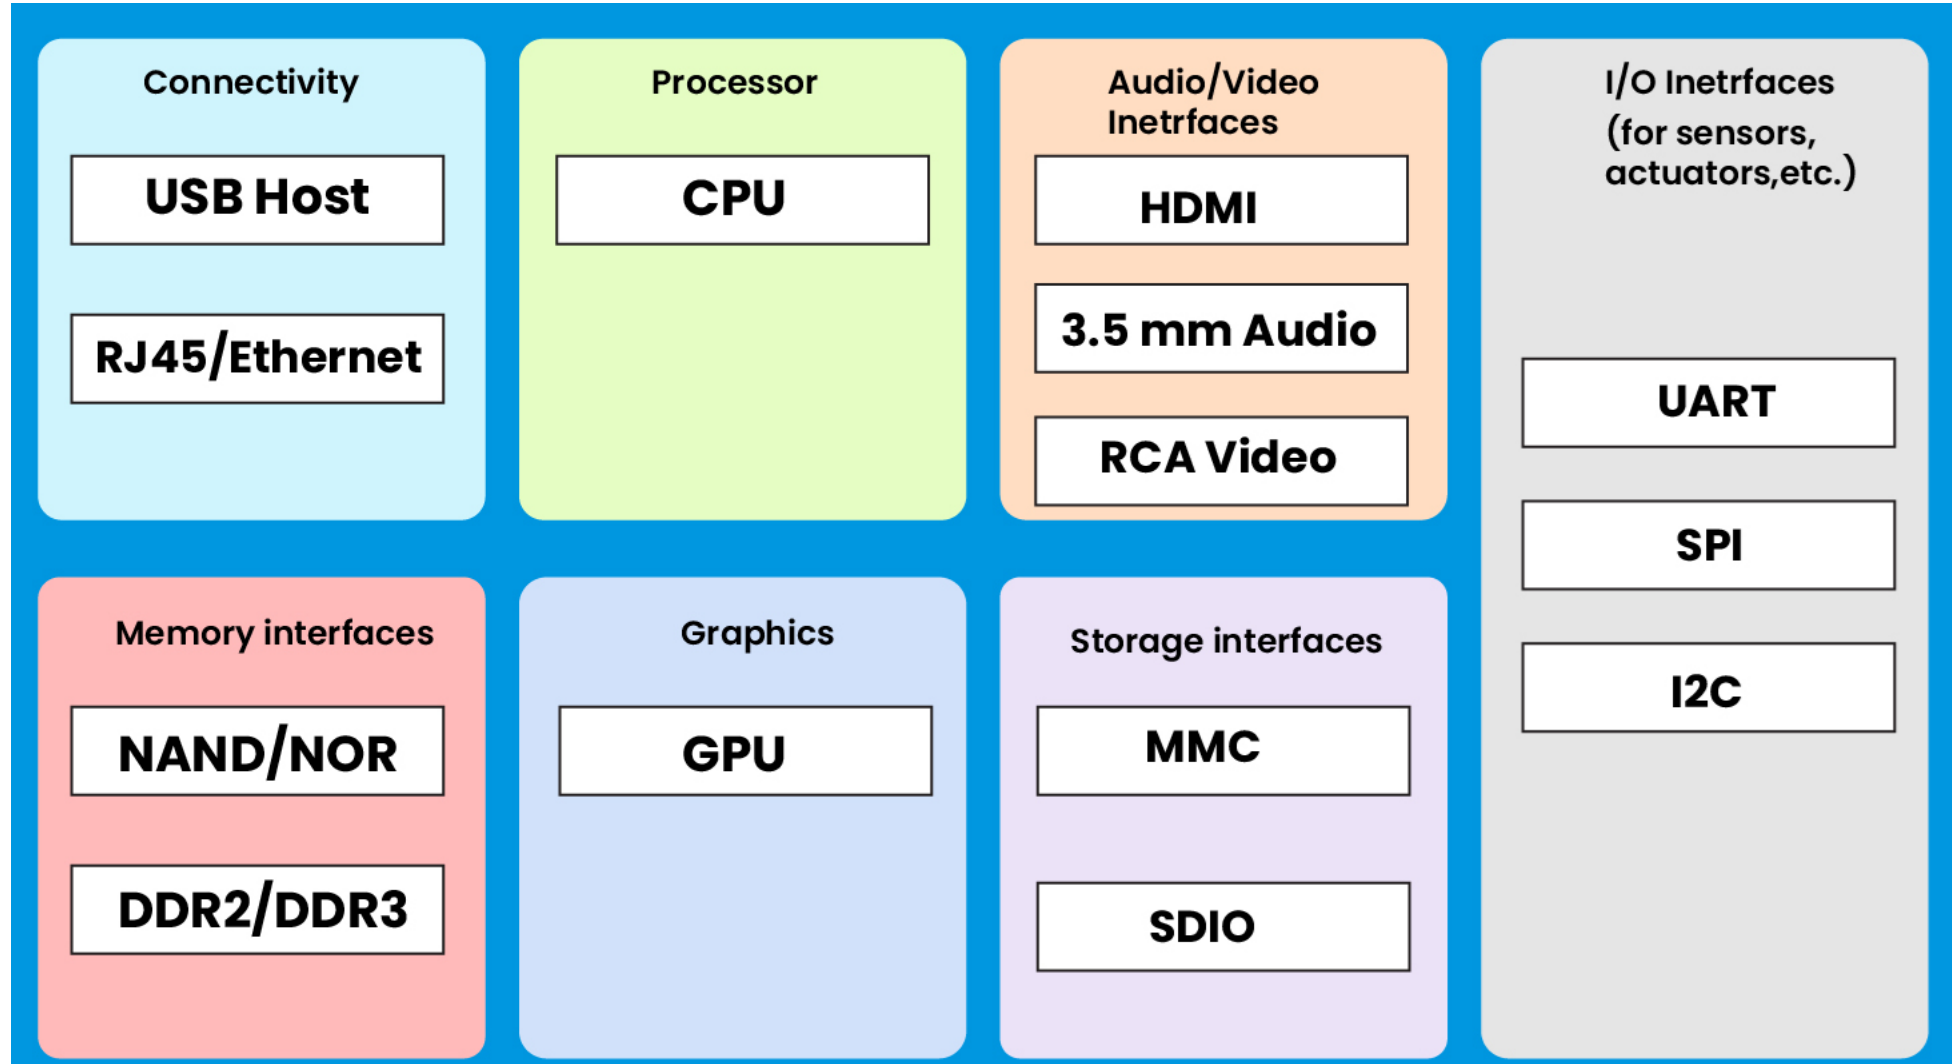 Connectivity
USB Host
RJ45/Ethernet
Processor
CPU
Audio/Video
Inetrfaces
HDMI
3.5 mm Audio
RCA Video
I/O Inetrfaces
(for sensors,
actuators,etc.)
UART
SPI
I2C
Memory interfaces
NAND/NOR
DDR2/DDR3
Graphics
GPU
Storage interfaces
MMC
SDIO